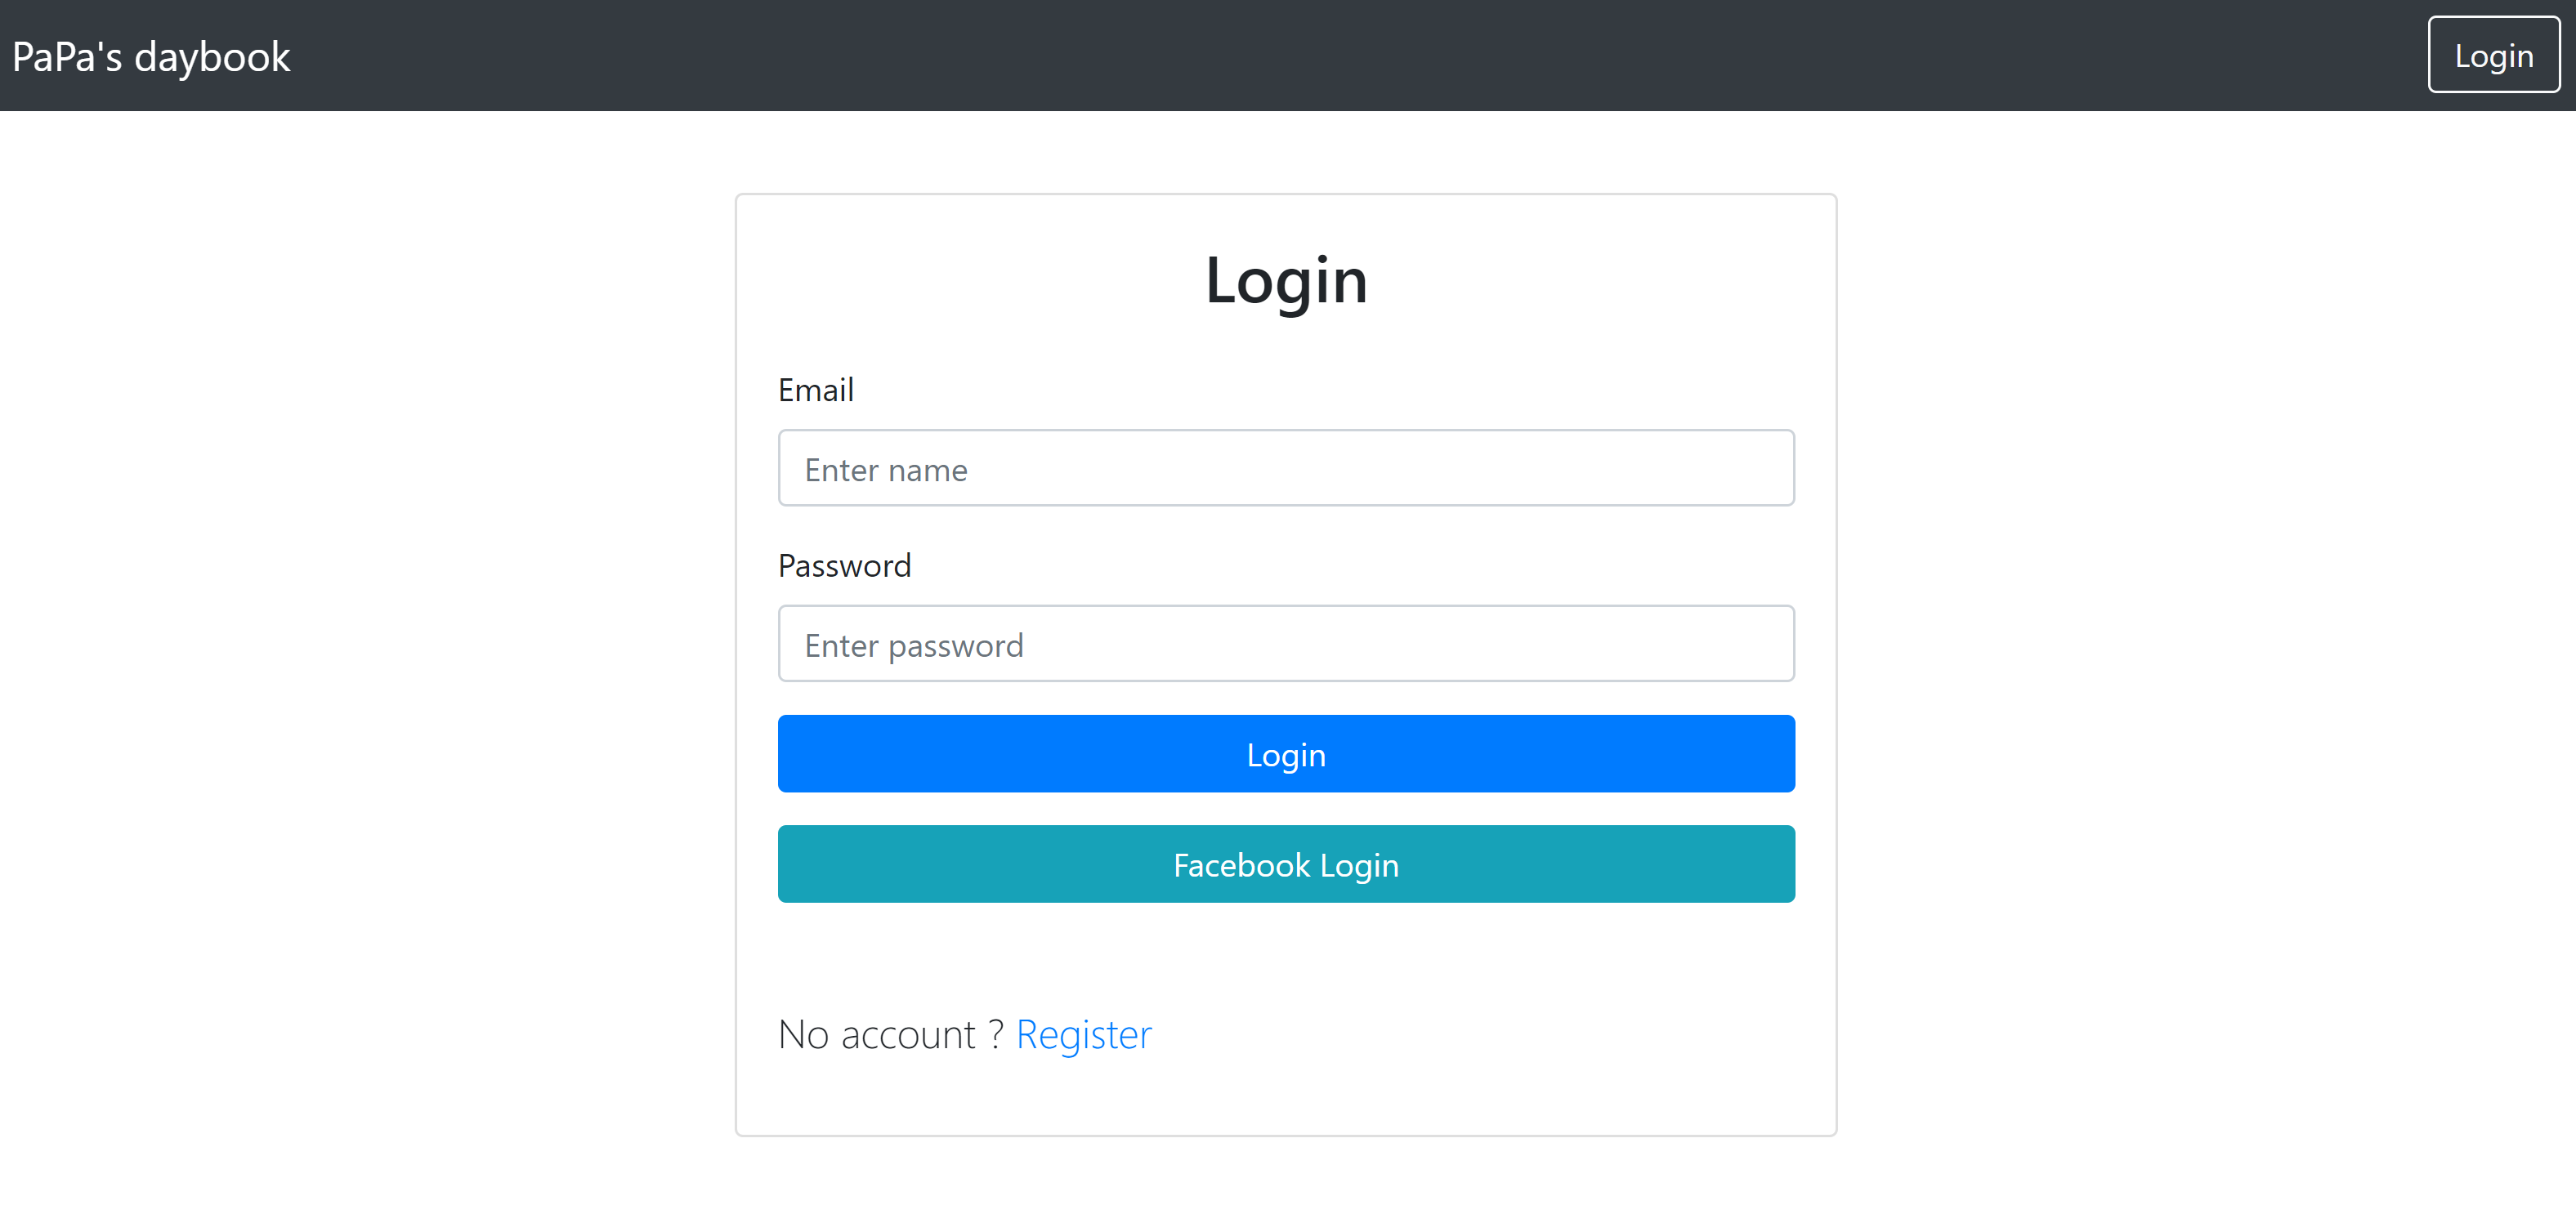 PaPa's daybook
Login
Login
Email
Enter name
Password
Enter password
Login
Facebook Login
No account ? Register